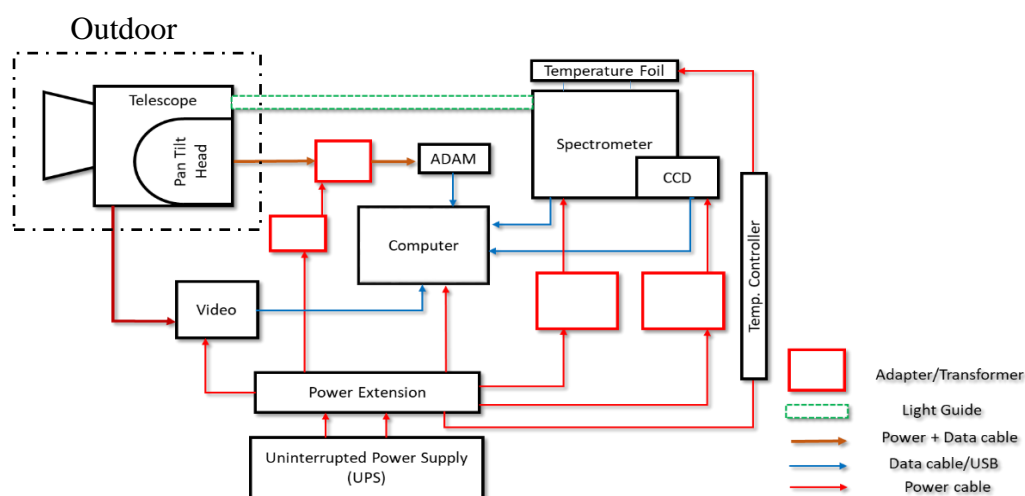 Outdoor
Telescope
Pan Tilt
Head
ADAM
Temperature Foil
Spectrometer
CCD
Computer
Video
Temp. Controller
Power Extension
Uninterrupted Power Supply
(UPS)
Adapter/Transformer
Light Guide
Power + Data cable
Data cable/USB
Power cable